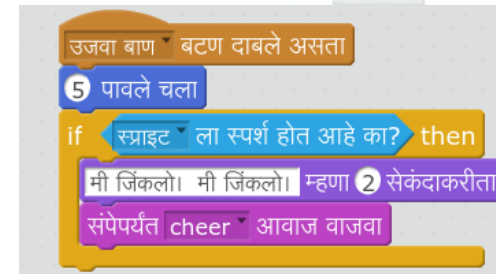 उजवा बाण बटण दाबले असता
5 पावले चला
if स्प्राइट ला स्पर्श होत आहे का? then
मी जिंकलो। मी जिंकलो। म्हणा 2 सेकंदाकरीता
संपेपर्यंत cheer आवाज वाजवा